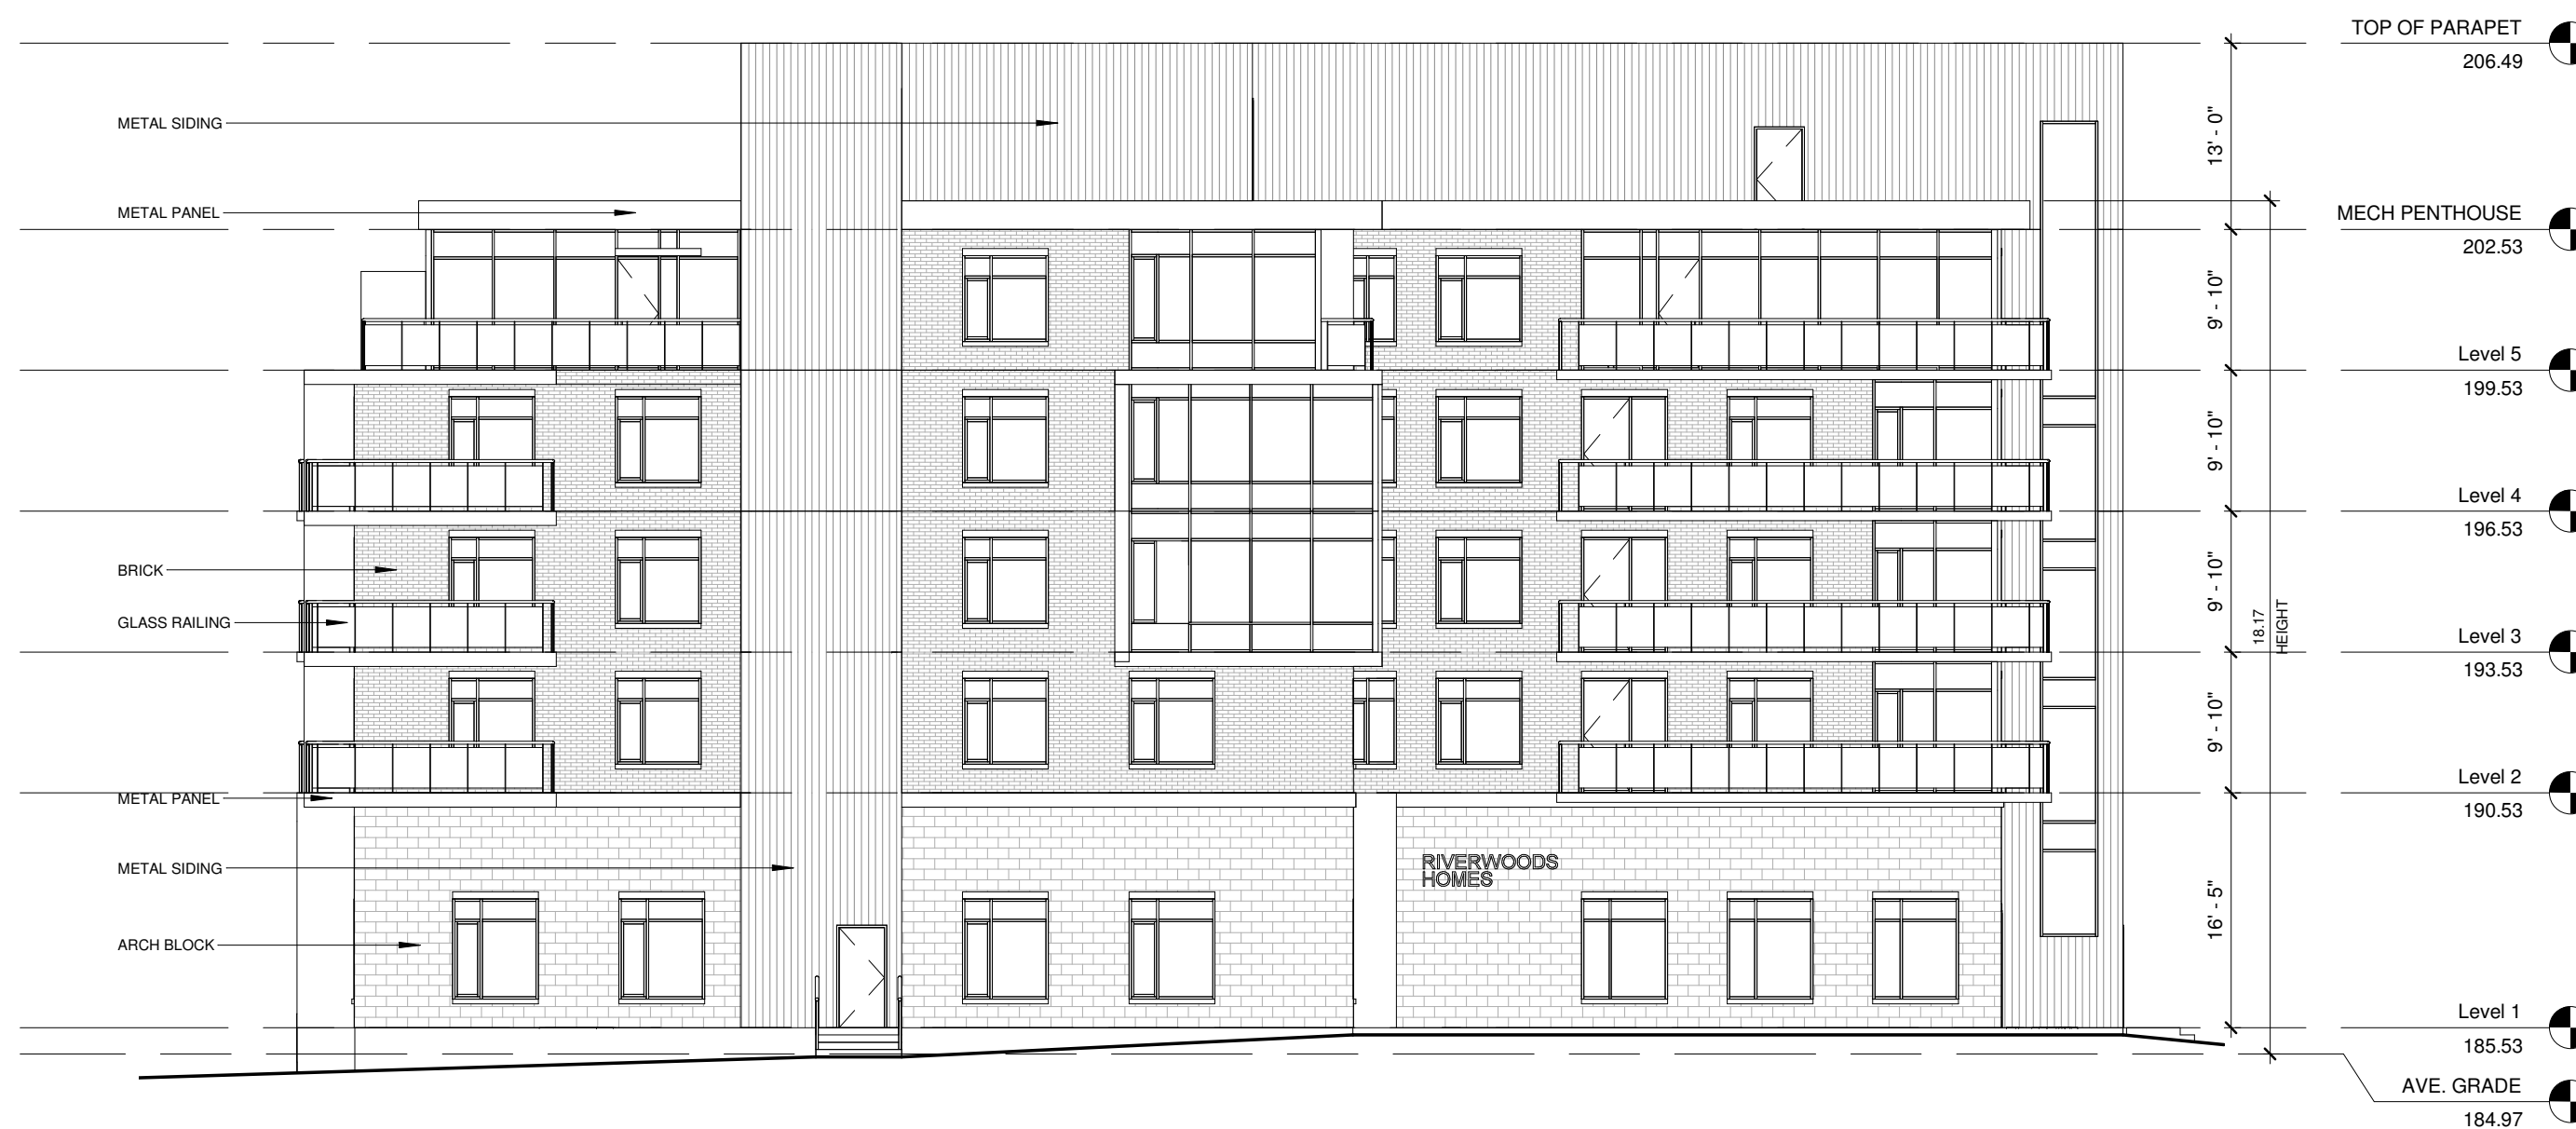 METAL SIDING
METAL PANEL
BRICK
GLASS RAILING
METAL PANEL
METAL SIDING
ARCH BLOCK
RIVERWOODS
HOMES
13' - 0"
9' - 10"
9' - 10"
9' - 10"
9' - 10"
16' - 5"
18.17
HEIGHT
TOP OF PARAPET
206.49
MECH PENTHOUSE
202.53
Level 5
199.53
Level 4
196.53
Level 3
193.53
Level 2
190.53
Level 1
185.53
AVE. GRADE
184.97